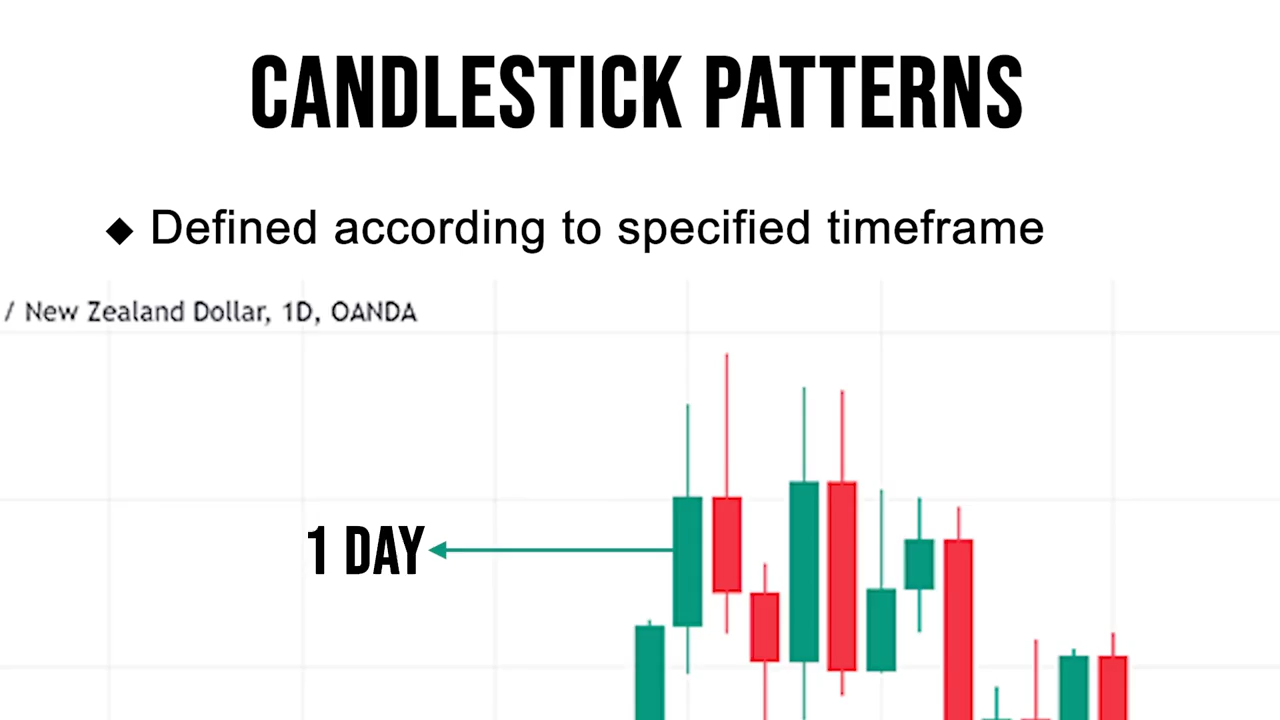 CANDLESTICK PATTERNS
◆ Defined according to specified timeframe
/ New Zealand Dollar, 1D, OANDA
1 DAY